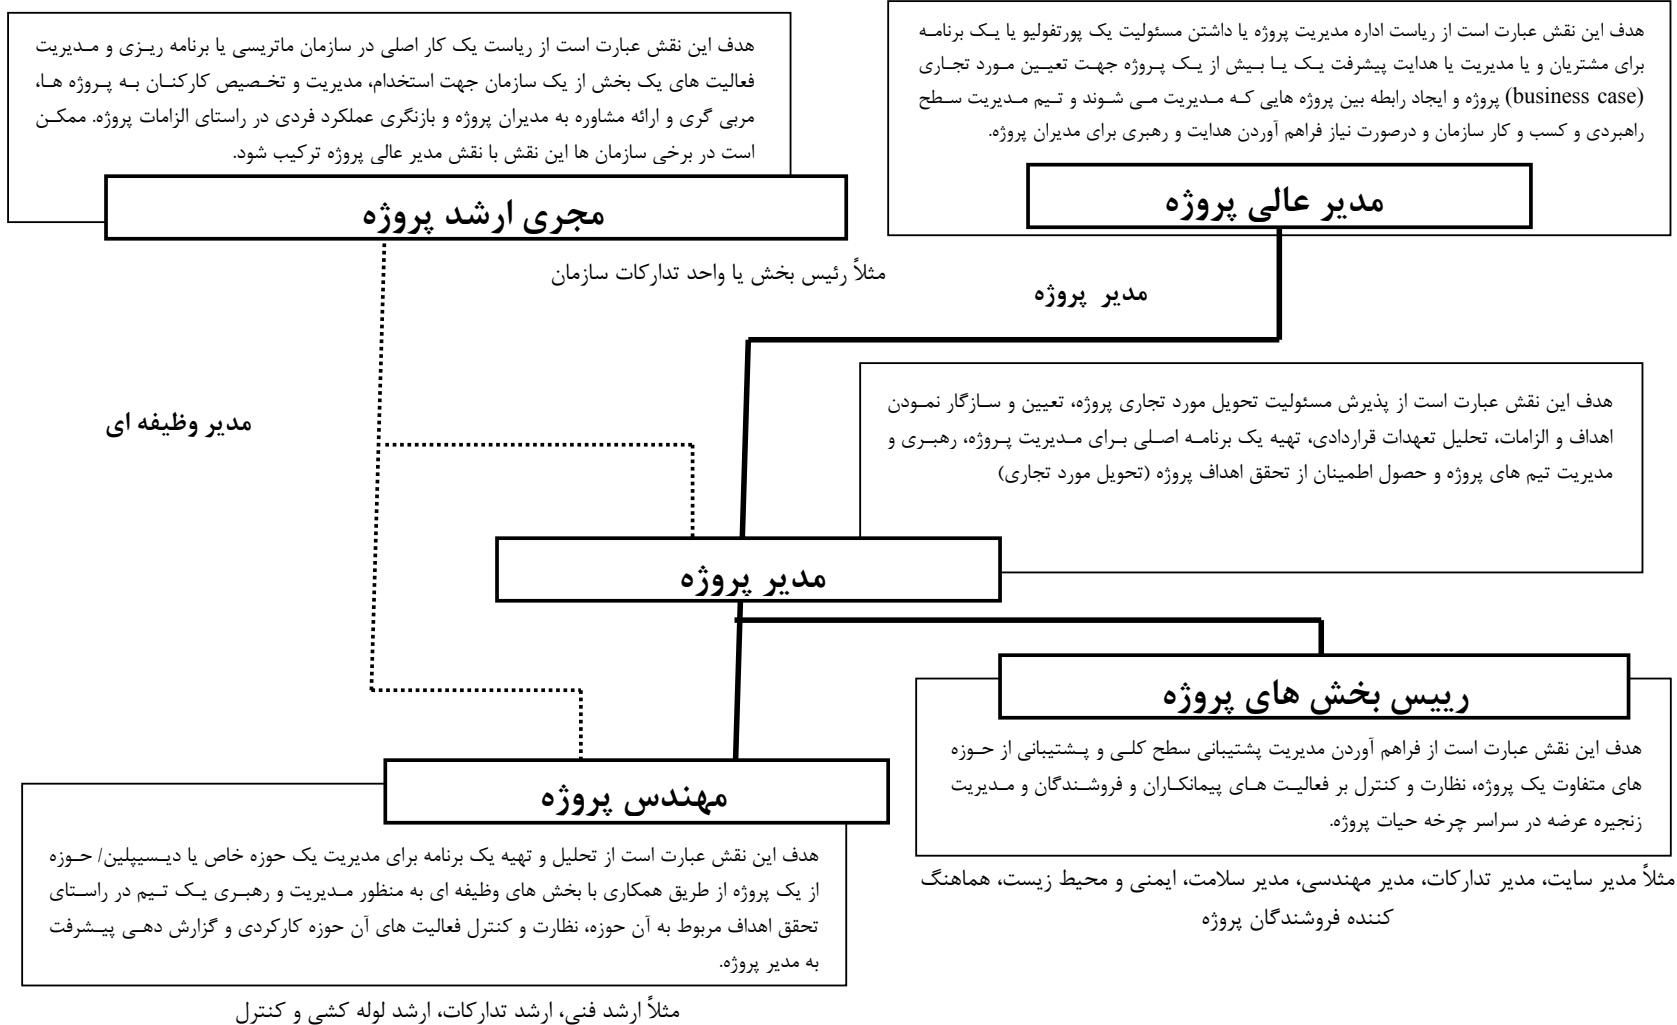 هدف این نقش عبارت است از ریاست اداره مدیریت پروژه یا داشتن مسئولیت یک پورتفولیو یا یک برنامه
برای مشتریان و یا مدیریت یا هدایت پیشرفت یک یا بیش از یک پروژه جهت تعیین مورد تجاری
(business case) پروژه و ایجاد رابطه بین پروژه هایی که مدیریت می شوند و تیم مدیریت سطح
راهبردی و کسب و کار سازمان و درصورت نیاز فراهم آوردن هدایت و رهبری برای مدیران پروژه.
مدیر عالی پروژه
هدف این نقش عبارت است از ریاست یک کار اصلی در سازمان ماتریسی یا برنامه ریزی و مدیریت
فعالیت های یک بخش از یک سازمان جهت استخدام، مدیریت و تخصیص کارکنان به پروژه ها،
مربی گری و ارائه مشاوره به مدیران پروژه و بازنگری عملکرد فردی در راستای الزامات پروژه. ممکن
است در برخی سازمان ها این نقش با نقش مدیر عالی پروژه ترکیب شود.
مجری ارشد پروژه
مثلاً رئیس بخش یا واحد تدارکات سازمان
مدیر پروژه
مدیر وظیفه ای
هدف این نقش عبارت است از پذیرش مسئولیت تحویل مورد تجاری پروژه، تعیین و سازگار نمودن
اهداف و الزامات، تحلیل تعهدات قراردادی، تهیه یک برنامه اصلی برای مدیریت پروژه، رهبری و
مدیریت تیم های پروژه و حصول اطمینان از تحقق اهداف پروژه (تحویل مورد تجاری)
مدیر پروژه
رییس بخش های پروژه
هدف این نقش عبارت است از فراهم آوردن مدیریت پشتیبانی سطح کلی و پشتیبانی از حوزه
های متفاوت یک پروژه، نظارت و کنترل بر فعالیت های پیمانکاران و فروشندگان و مدیریت
زنجیره عرضه در سراسر چرخه حیات پروژه.
مثلاً مدیر سایت، مدیر تدارکات، مدیر مهندسی، مدیر سلامت، ایمنی و محیط زیست، هماهنگ
کننده فروشندگان پروژه
مهندس پروژه
هدف این نقش عبارت است از تحلیل و تهیه یک برنامه برای مدیریت یک حوزه خاص یا دیسیپلین/ حوزه
از یک پروژه از طریق همکاری با بخش های وظیفه ای به منظور مدیریت و رهبری یک تیم در راستای
تحقق اهداف مربوط به آن حوزه، نظارت و کنترل فعالیت های آن حوزه کارکردی و گزارش دهی پیشرفت
به مدیر پروژه.
مثلاً ارشد فنی، ارشد تدارکات، ارشد لوله کشی و کنترل